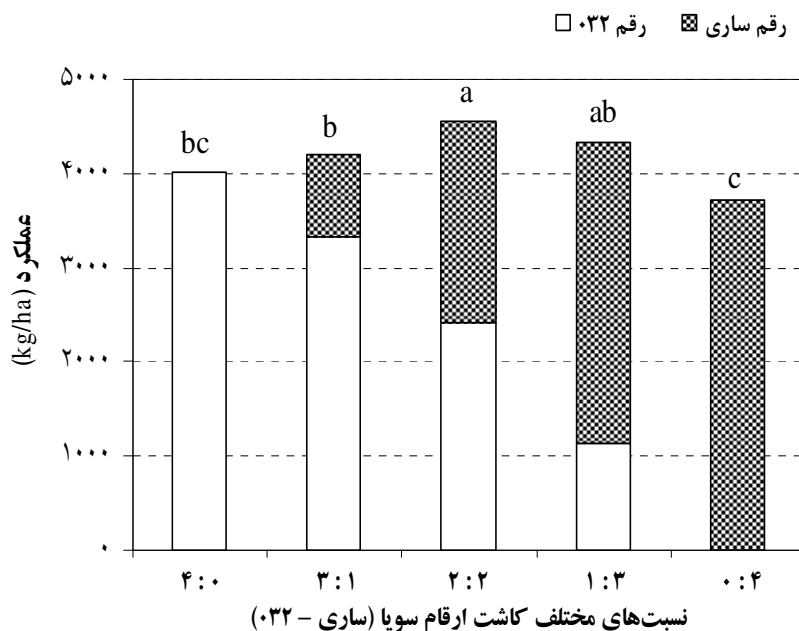 رقم ساری رقم ۰۳۲
a
ab
b
bc
c
۵۰۰۰
۴۰۰۰
۳۰۰۰
۲۰۰۰
۱۰۰۰
۰
عملکرد (kg/ha)
۴:۰ ۳:۱ ۲:۲ ۱:۳ ۰:۴
نسبت‌های مختلف کاشت ارقام سویا (ساری – ۰۳۲)